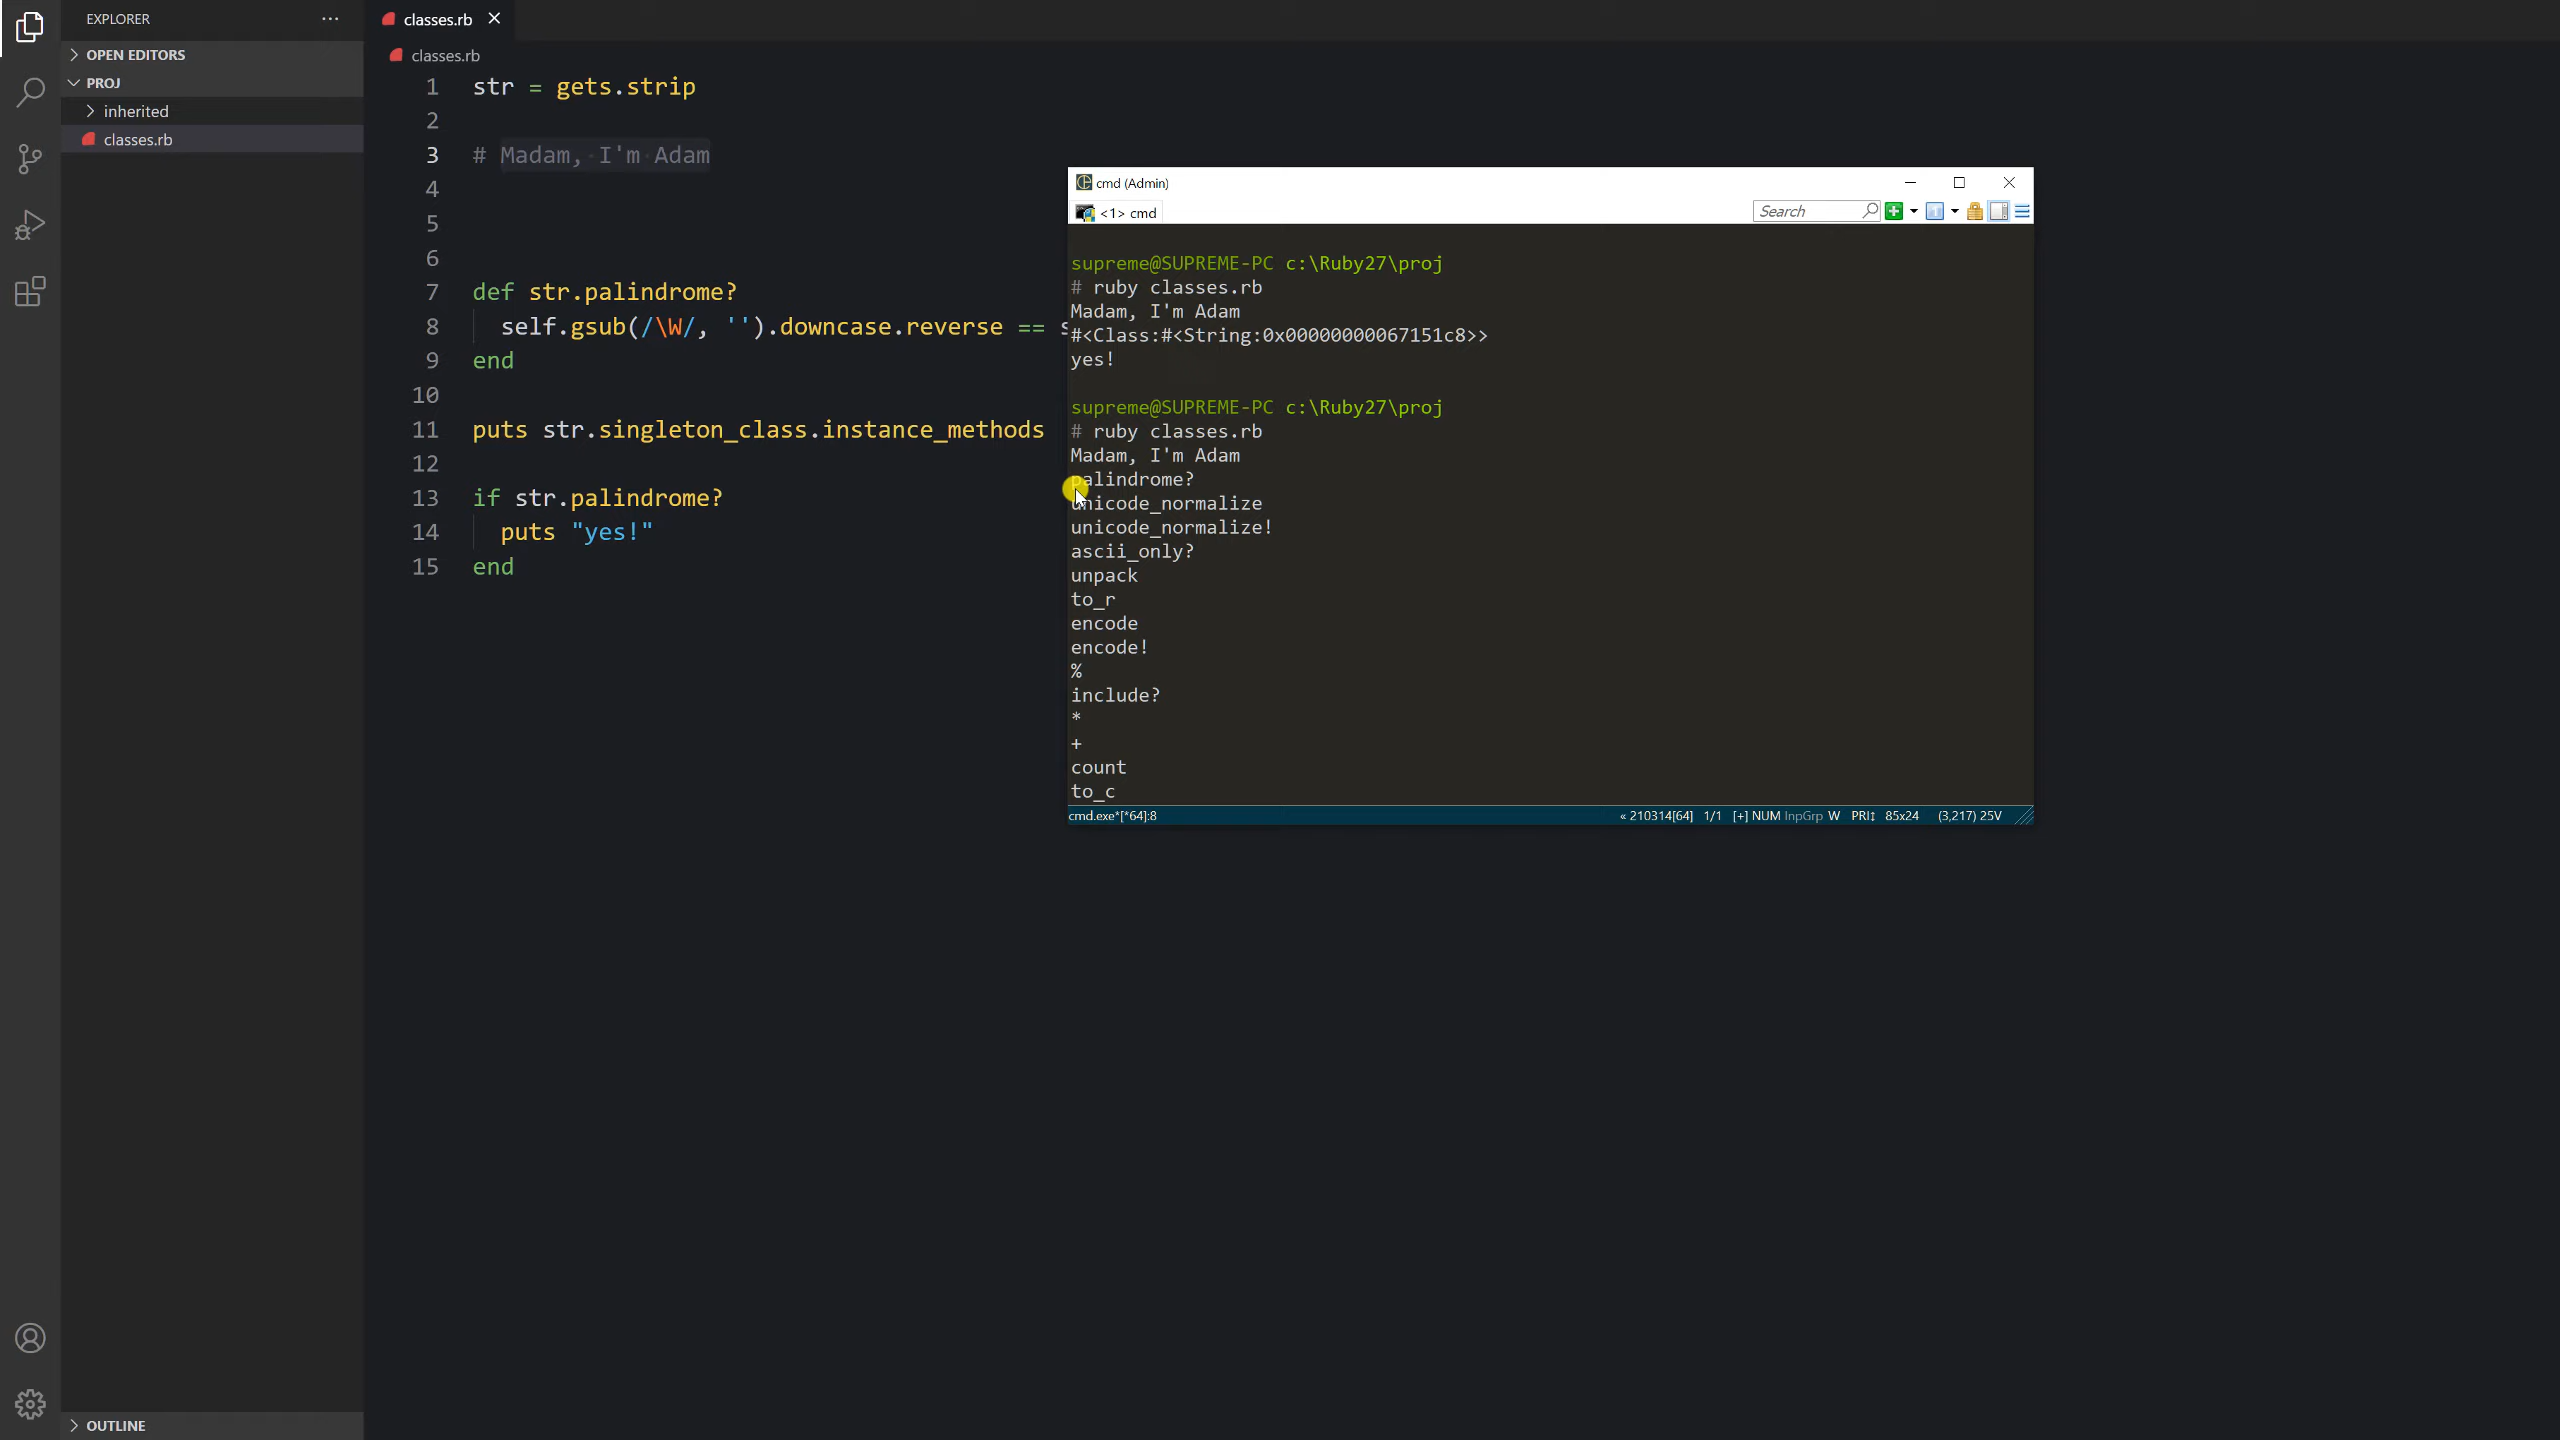 EXPLORER
OPEN EDITORS
PROJ
inherited
classes.rb
OUTLINE
classes.rb
classes.rb
1 str = gets.strip
2
3 # Madam, I'm Adam
4
5
6
7 def str.palindrome?
8 self.gsub(/\W/, '').downcase.reverse ==
9 end
10
11 puts str.singleton_class.instance_methods
12
13 if str.palindrome?
14 puts "yes!"
15 end
cmd (Admin)
<1> cmd
Search
supreme@SUPREME-PC c:\Ruby27\proj
# ruby classes.rb
Madam, I'm Adam
#<Class:#<String:0x00000000067151c8>>
yes!
supreme@SUPREME-PC c:\Ruby27\proj
# ruby classes.rb
Madam, I'm Adam
palindrome?
unicode_normalize
unicode_normalize!
ascii_only?
unpack
to_r
encode
encode!
%
include?
*
+
count
to_c
cmd.exe*[*64]:8 « 210314[64] 1/1 [+] NUM InpGrp W PRI↕ 85x24 (3,217) 25V